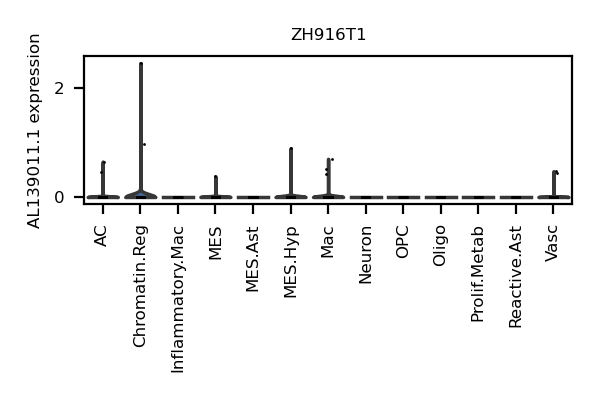 ZH916T1
AL139011.1 expression
2
0
AC
Chromatin.Reg
Inflammatory.Mac
MES
MES.Ast
MES.Hyp
Mac
Neuron
OPC
Oligo
Prolif.Metab
Reactive.Ast
Vasc